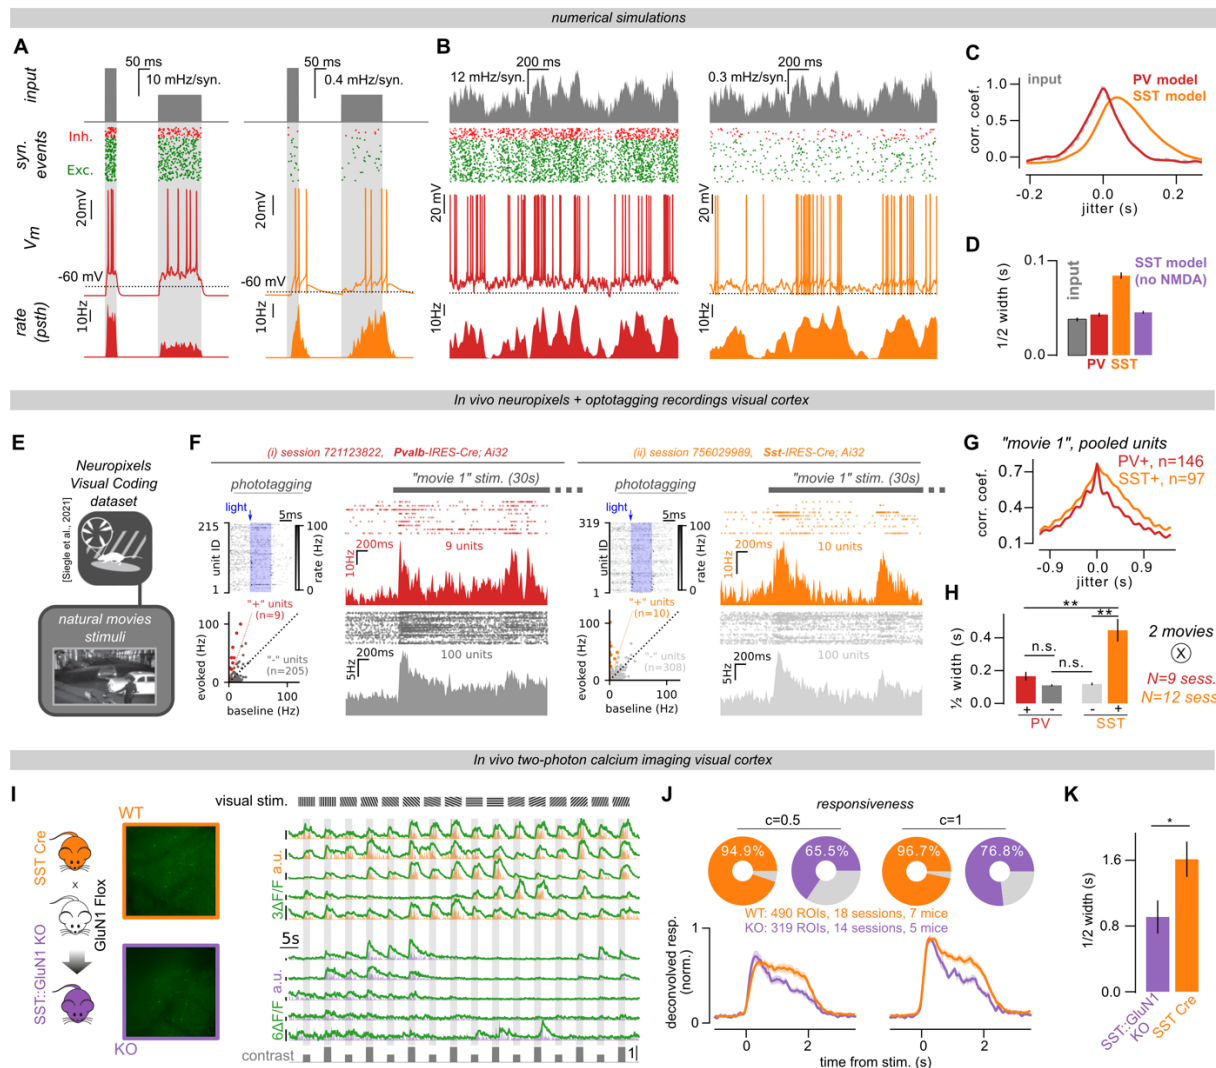 numerical simulations
A
50 ms
10 mHz/syn.
50 ms
0.4 mHz/syn.
input
syn.
events
Inh.
Exc.
Vm
20mV
20mV
-60 mV
-60 mV
rate
(psth)
10Hz
10Hz
B
12 mHz/syn.
200 ms
0.3 mHz/syn.
200 ms
20 mV
20 mV
10Hz
10Hz
C
input
PV model
SST model
corr. coef.
1.0
0.5
0.0
-0.2
0.0
0.2
jitter (s)
D
SST model
(no NMDA)
1/2 width (s)
0.1
0.0
input
PV
SST
In vivo neuropixels + optotagging recordings visual cortex
E
Neuropixels
Visual Coding
dataset
[Siegle et al., 2021]
natural movies
stimuli
F
(i) session 721123822, Pvalb-IRES-Cre; Ai32
phototagging
"movie 1" stim. (30s)
light
5ms
215
unit ID
1
100
rate (Hz)
0
"+" units
(n=9)
100
50
0
evoked (Hz)
"-" units
(n=205)
0
100
baseline (Hz)
200ms
10Hz
9 units
200ms
5Hz
100 units
(ii) session 756029989, Sst-IRES-Cre; Ai32
phototagging
"movie 1" stim. (30s)
light
5ms
319
unit ID
1
100
rate (Hz)
0
"+" units
(n=10)
100
50
0
evoked (Hz)
"-" units
(n=308)
0
100
baseline (Hz)
200ms
10Hz
10 units
200ms
5Hz
100 units
G
"movie 1", pooled units
PV+, n=146
SST+, n=97
corr. coef.
0.7
0.4
0.1
-0.9
0.0
0.9
jitter (s)
H
½ width (s)
0.4
0.2
0.0
**
**
n.s.
n.s.
+
-
-
+
PV
SST
2 movies
X
N=9 sess.
N=12 sess
In vivo two-photon calcium imaging visual cortex
I
WT
SST Cre
x
GluN1 Flox
SST::GluN1 KO
KO
visual stim.
a.u.
3ΔF/F
5s
a.u.
6ΔF/F
contrast
1
J
responsiveness
c=0.5
c=1
94.9%
65.5%
96.7%
76.8%
WT: 490 ROIs, 18 sessions, 7 mice
KO: 319 ROIs, 14 sessions, 5 mice
deconvolved resp.
(norm.)
1
0
0
2
0
2
time from stim. (s)
K
*
1/2 width (s)
1.6
0.8
0.0
SST::GluN1
KO
SST Cre